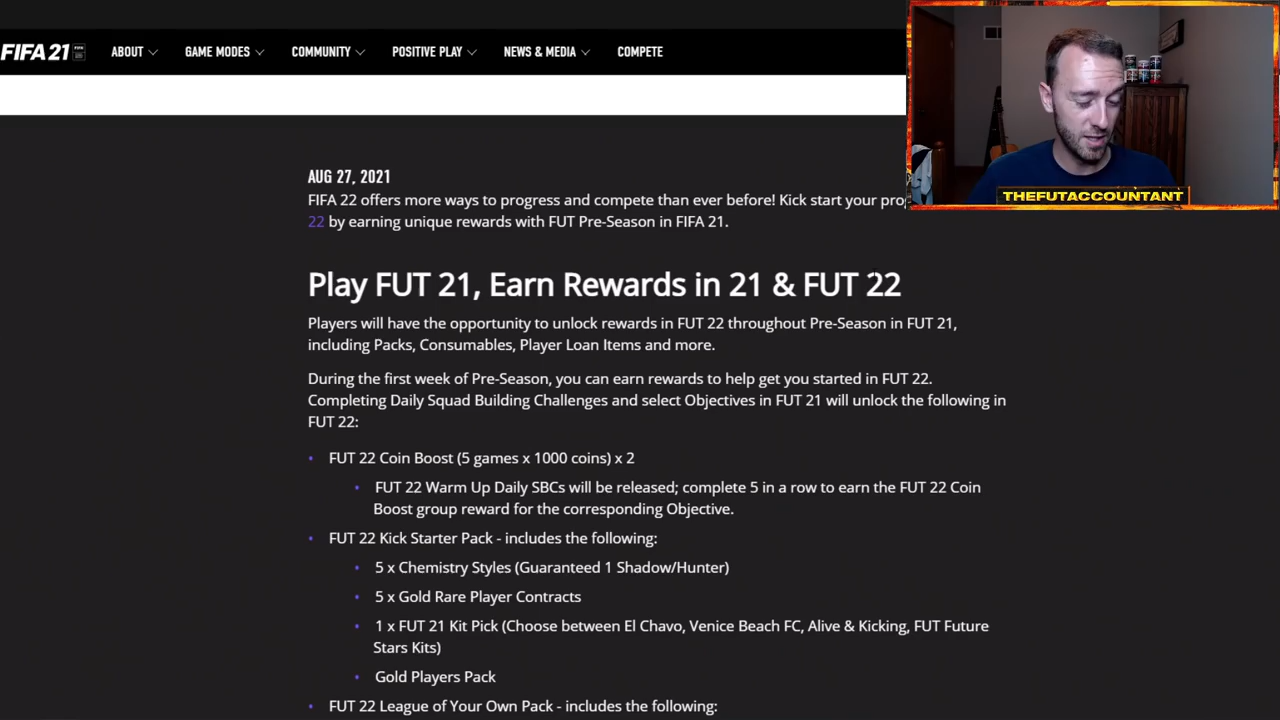 FIFA 21
ABOUT
GAME MODES
COMMUNITY
POSITIVE PLAY
NEWS & MEDIA
COMPETE
THEFUTACCOUNTANT
AUG 27, 2021
FIFA 22 offers more ways to progress and compete than ever before! Kick start your
22 by earning unique rewards with FUT Pre-Season in FIFA 21.
Play FUT 21, Earn Rewards in 21 & FUT 22
Players will have the opportunity to unlock rewards in FUT 22 throughout Pre-Season in FUT 21,
including Packs, Consumables, Player Loan Items and more.
During the first week of Pre-Season, you can earn rewards to help get you started in FUT 22.
Completing Daily Squad Building Challenges and select Objectives in FUT 21 will unlock the following in
FUT 22:
FUT 22 Coin Boost (5 games x 1000 coins) x 2
FUT 22 Warm Up Daily SBCs will be released; complete 5 in a row to earn the FUT 22 Coin
Boost group reward for the corresponding Objective.
FUT 22 Kick Starter Pack - includes the following:
5 x Chemistry Styles (Guaranteed 1 Shadow/Hunter)
5 x Gold Rare Player Contracts
1 x FUT 21 Kit Pick (Choose between El Chavo, Venice Beach FC, Alive & Kicking, FUT Future
Stars Kits)
Gold Players Pack
FUT 22 League of Your Own Pack - includes the following: